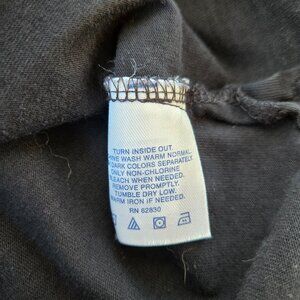 TURN INSIDE OUT.
WASH WARM NORMAL.
DARK COLORS SEPARATELY.
ONLY NON-CHLORINE
BLEACH WHEN NEEDED.
REMOVE PROMPTLY.
TUMBLE DRY LOW.
WARM IRON IF NEEDED.
RN 82830